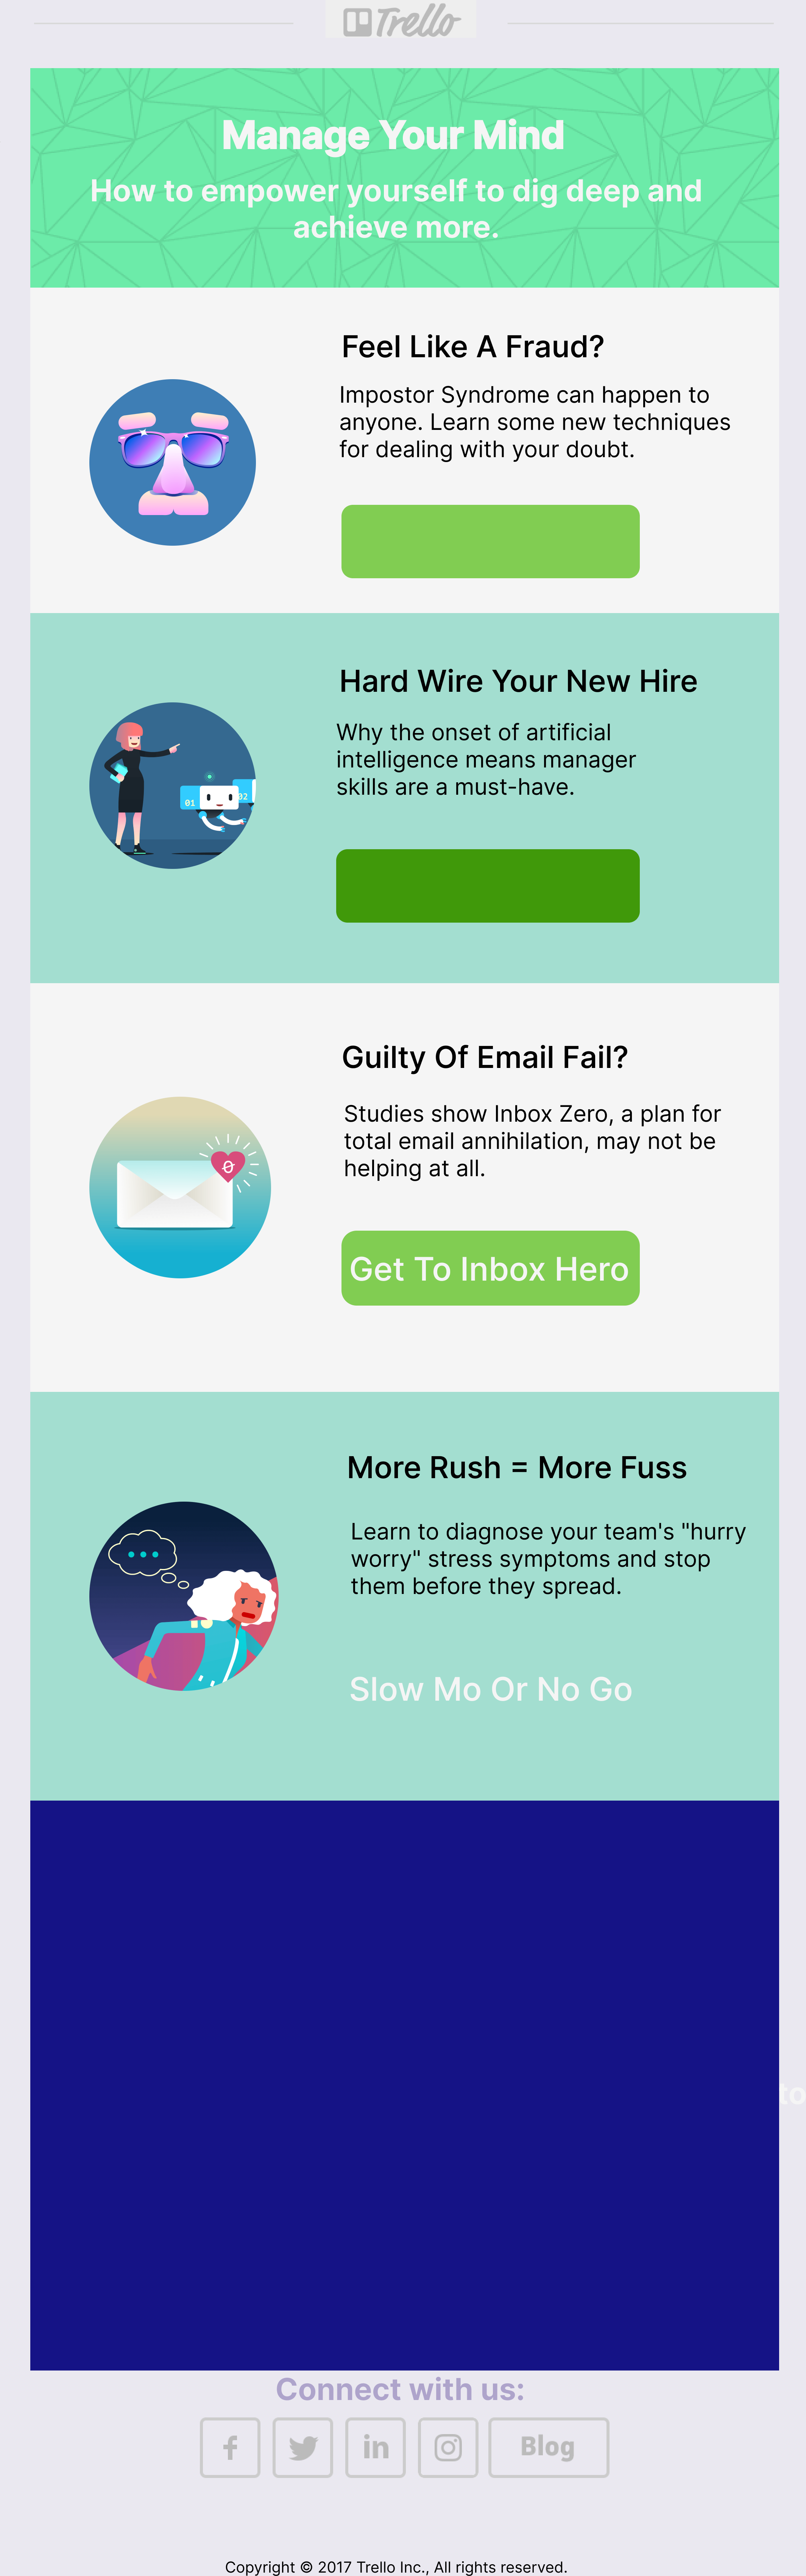 Trello
Manage Your Mind
How to empower yourself to dig deep and
achieve more.
Feel Like A Fraud?
Impostor Syndrome can happen to
anyone. Learn some new techniques
for dealing with your doubt.
Hard Wire Your New Hire
Why the onset of artificial
intelligence means manager
skills are a must-have.
01
02
Guilty Of Email Fail?
Studies show Inbox Zero, a plan for
total email annihilation, may not be
helping at all.
0
Get To Inbox Hero
More Rush = More Fuss
Learn to diagnose your team's "hurry
worry" stress symptoms and stop
them before they spread.
Slow Mo Or No Go
to
Connect with us:
f in Blog
Copyright © 2017 Trello Inc., All rights reserved.